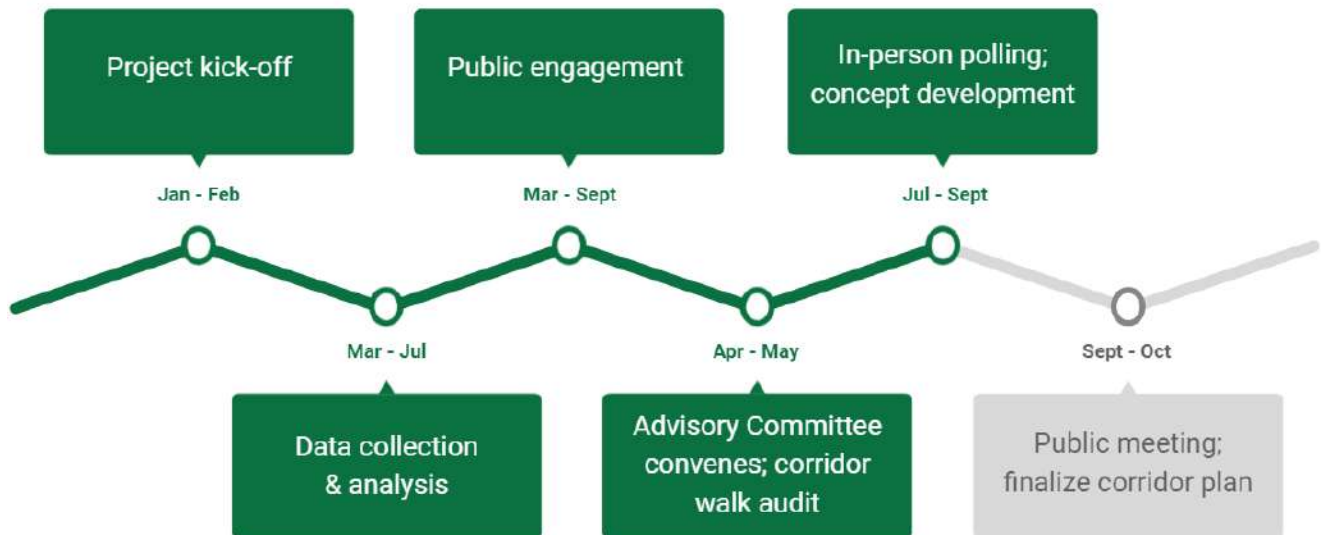 Project kick-off
Jan - Feb
Mar - Jul
Data collection
& analysis
Public engagement
Mar - Sept
Apr - May
Advisory Committee
convenes; corridor
walk audit
In-person polling;
concept development
Jul - Sept
Sept - Oct
Public meeting;
finalize corridor plan